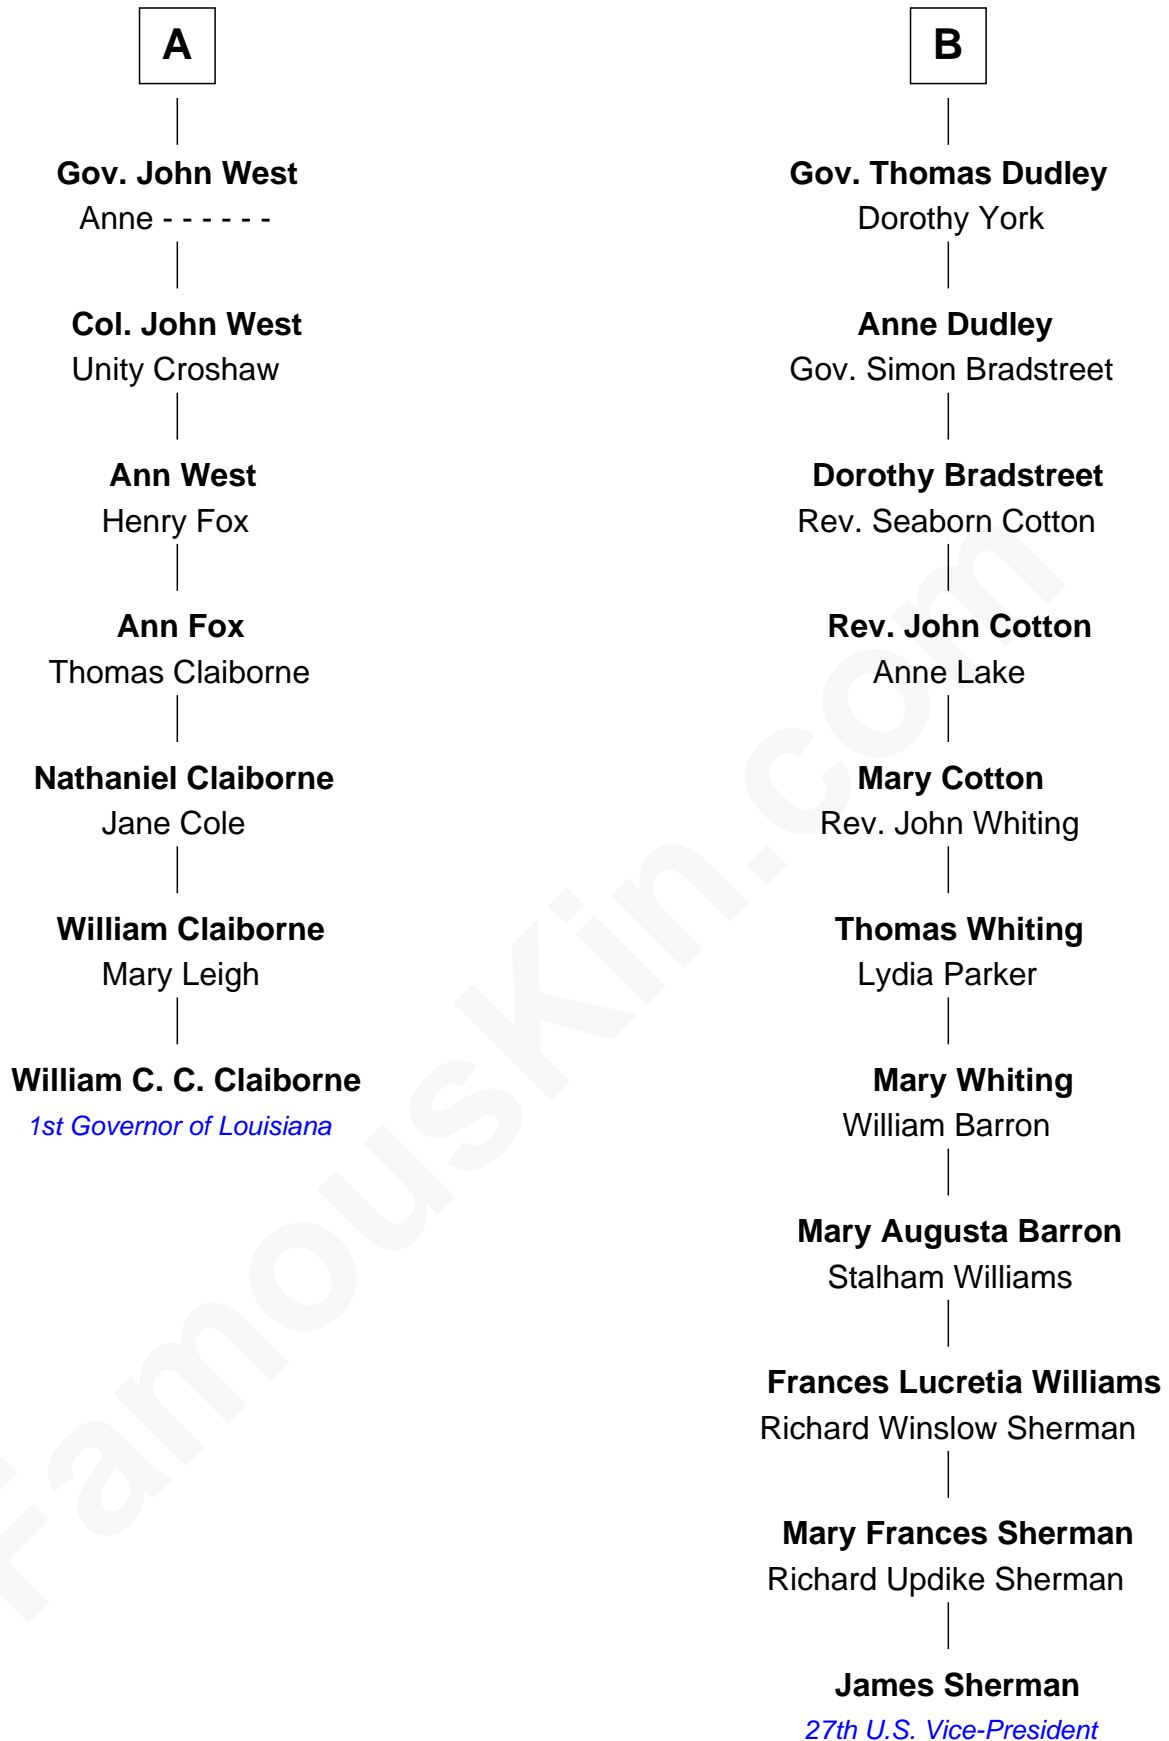 A
Gov. John West
Anne - - - - - -
Col. John West
Unity Croshaw
Ann West
Henry Fox
Ann Fox
Thomas Claiborne
Nathaniel Claiborne
Jane Cole
William Claiborne
Mary Leigh
William C. C. Claiborne
1st Governor of Louisiana
B
Gov. Thomas Dudley
Dorothy York
Anne Dudley
Gov. Simon Bradstreet
Dorothy Bradstreet
Rev. Seaborn Cotton
Rev. John Cotton
Anne Lake
Mary Cotton
Rev. John Whiting
Thomas Whiting
Lydia Parker
Mary Whiting
William Barron
Mary Augusta Barron
Stalham Williams
Frances Lucretia Williams
Richard Winslow Sherman
Mary Frances Sherman
Richard Updike Sherman
James Sherman
27th U.S. Vice-President
FamousKin.com